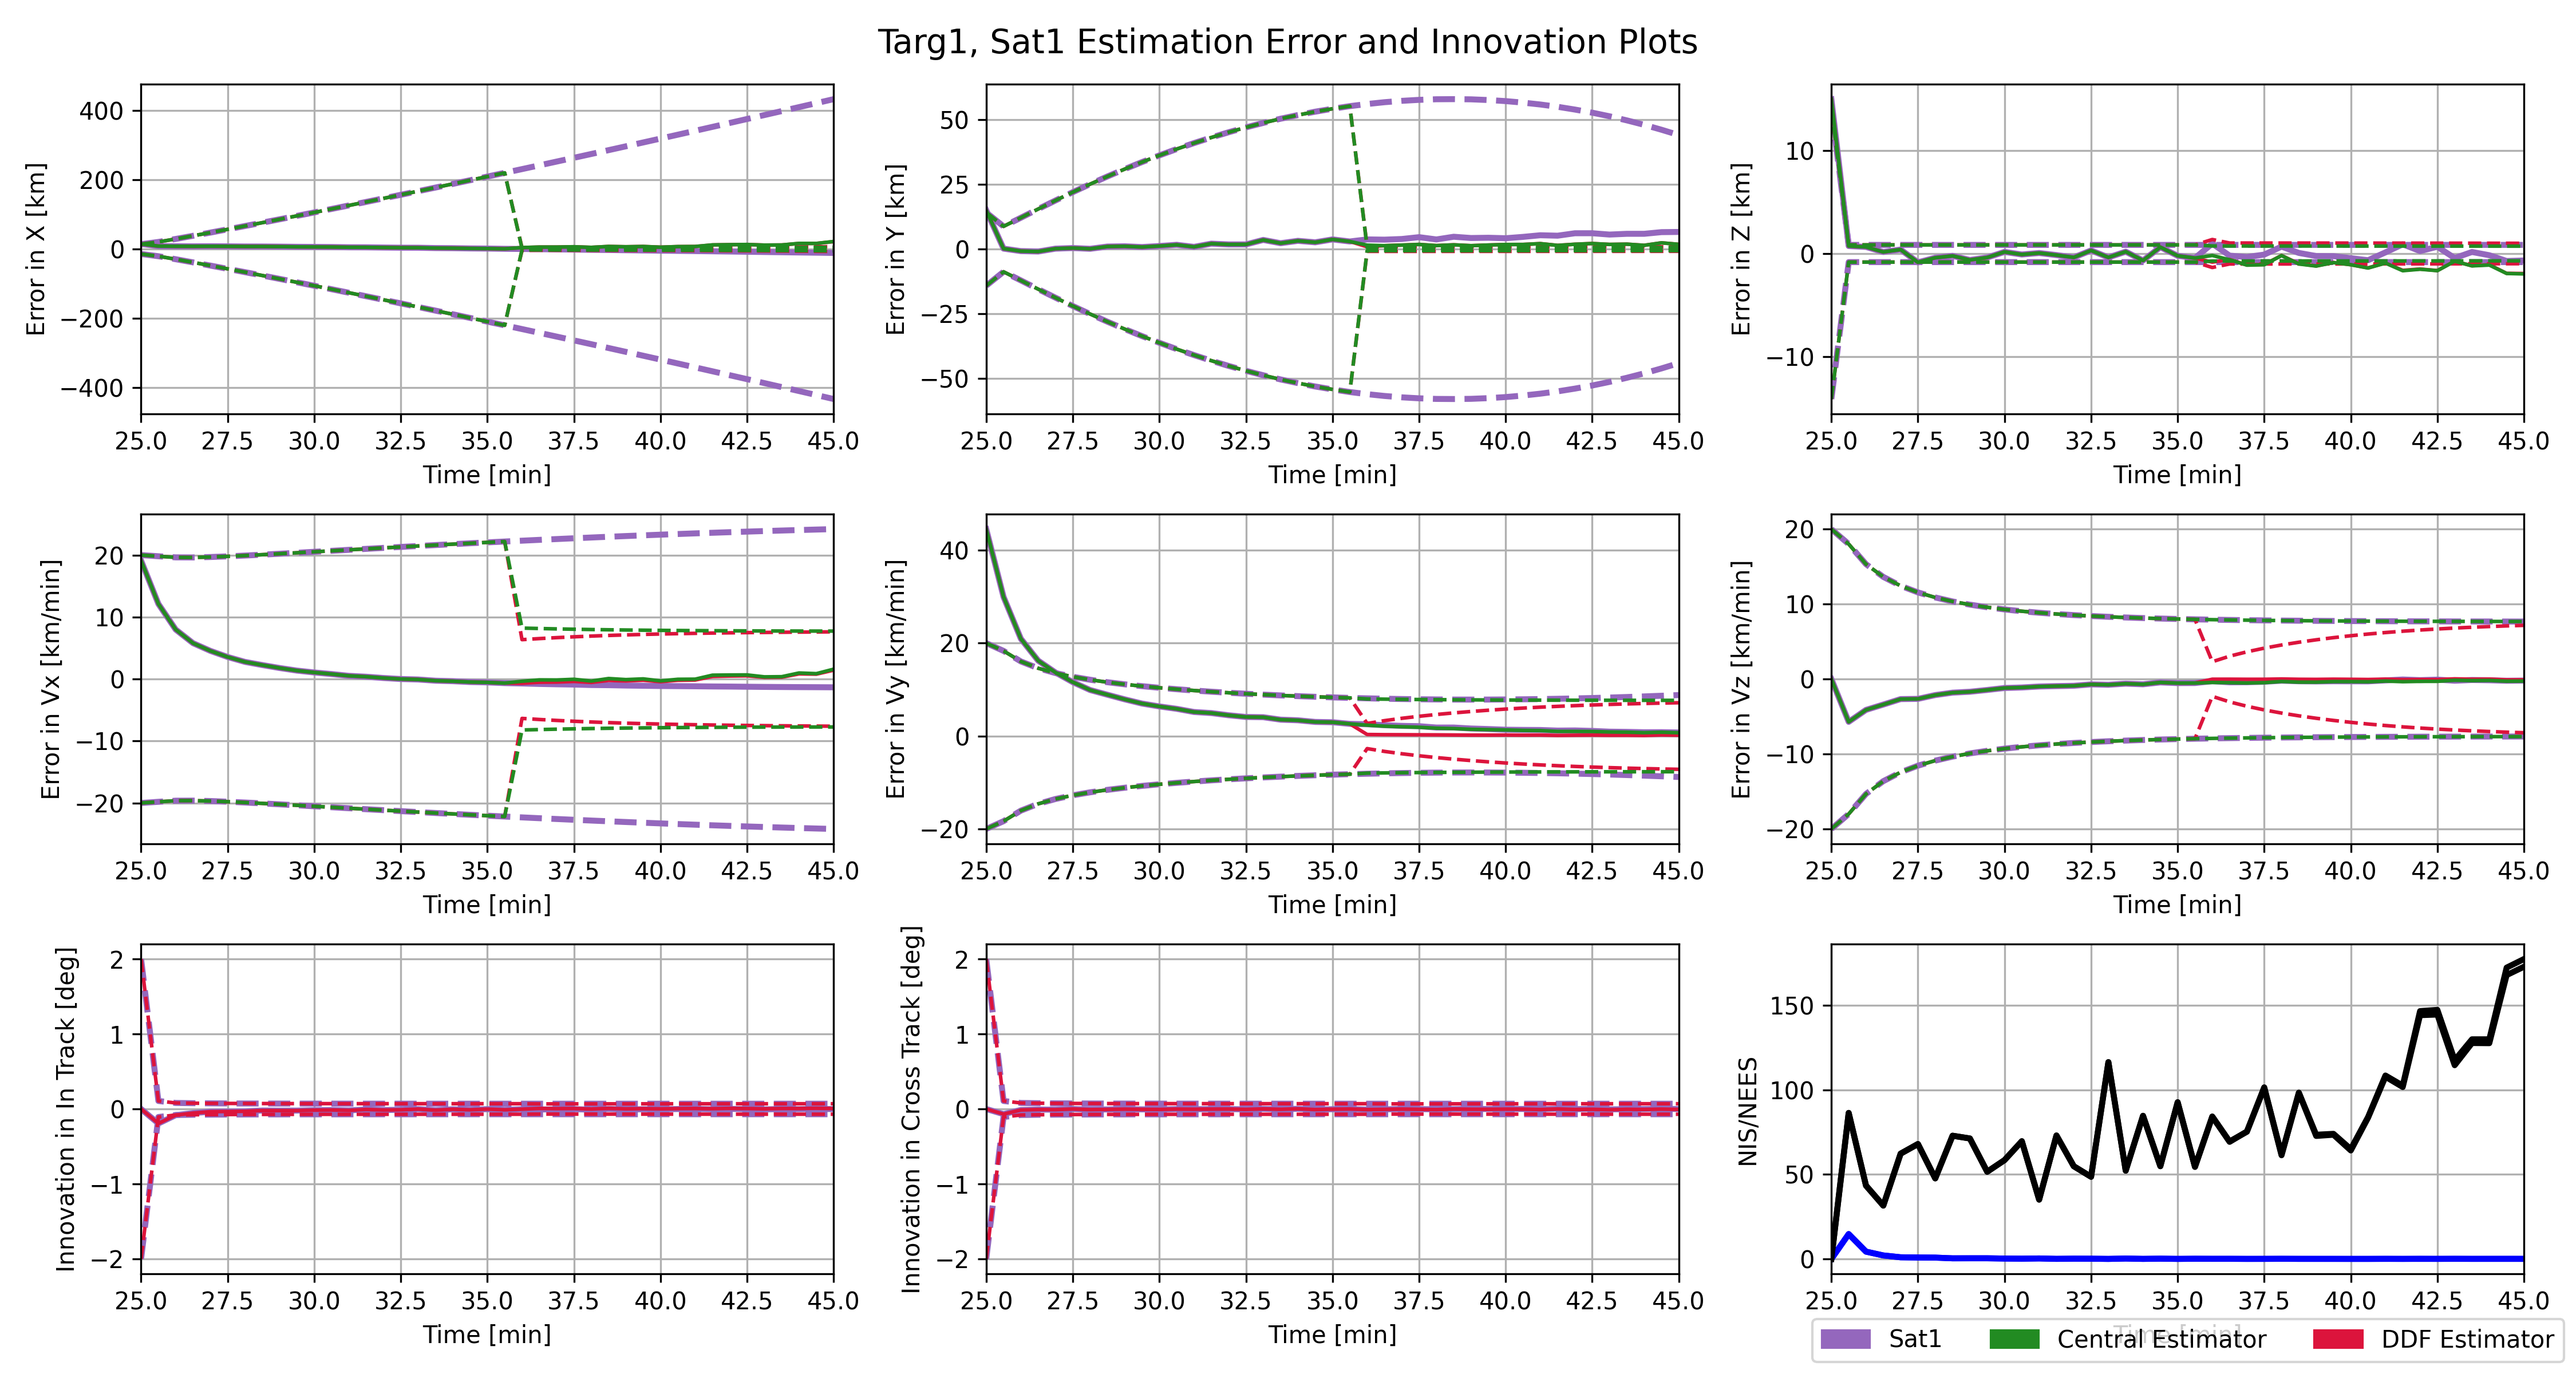 Targ1, Sat1 Estimation Error and Innovation Plots
Error in X [km]
400
200
0
−200
−400
25.0 27.5 30.0 32.5 35.0 37.5 40.0 42.5 45.0
Time [min]
Error in Y [km]
50
25
0
−25
−50
25.0 27.5 30.0 32.5 35.0 37.5 40.0 42.5 45.0
Time [min]
Error in Z [km]
10
0
−10
25.0 27.5 30.0 32.5 35.0 37.5 40.0 42.5 45.0
Time [min]
Error in Vx [km/min]
20
10
0
−10
−20
25.0 27.5 30.0 32.5 35.0 37.5 40.0 42.5 45.0
Time [min]
Error in Vy [km/min]
40
20
0
−20
25.0 27.5 30.0 32.5 35.0 37.5 40.0 42.5 45.0
Time [min]
Error in Vz [km/min]
20
10
0
−10
−20
25.0 27.5 30.0 32.5 35.0 37.5 40.0 42.5 45.0
Time [min]
Innovation in In Track [deg]
2
1
0
−1
−2
25.0 27.5 30.0 32.5 35.0 37.5 40.0 42.5 45.0
Time [min]
Innovation in Cross Track [deg]
2
1
0
−1
−2
25.0 27.5 30.0 32.5 35.0 37.5 40.0 42.5 45.0
Time [min]
NIS/NEES
150
100
50
0
25.0 27.5 30.0 32.5 35.0 37.5 40.0 42.5 45.0
Time [min]
Sat1 Central Estimator DDF Estimator